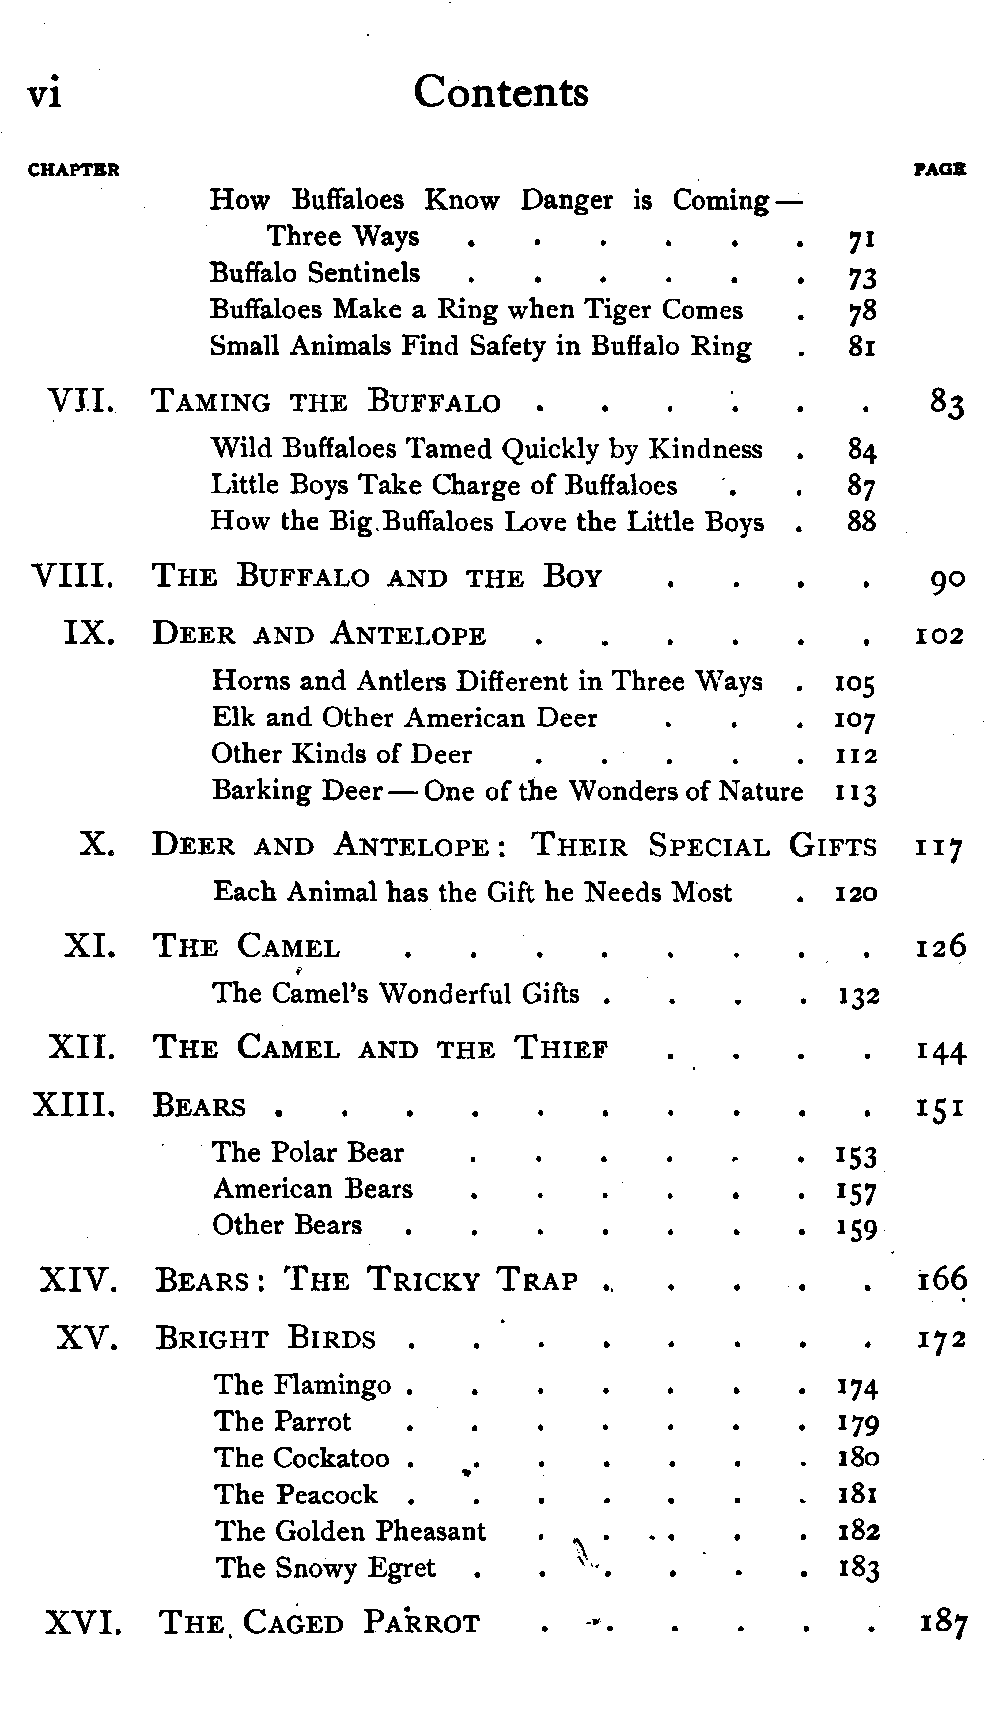 vi Contents
CHAPTER PAGE
How Buffaloes Know Danger is Coming—
Three Ways . . . . . . 71
Buffalo Sentinels . . . . . . 73
Buffaloes Make a Ring when Tiger Comes . 78
Small Animals Find Safety in Buffalo Ring . 81
VII. TAMING THE BUFFALO . . . . . . 83
Wild Buffaloes Tamed Quickly by Kindness . 84
Little Boys Take Charge of Buffaloes . . 87
How the Big Buffaloes Love the Little Boys . 88
VIII. THE BUFFALO AND THE BOY . . . . 90
IX. DEER AND ANTELOPE . . . . . . 102
Horns and Antlers Different in Three Ways . 105
Elk and Other American Deer . . . 107
Other Kinds of Deer . . . . . 112
Barking Deer—One of the Wonders of Nature 113
X. DEER AND ANTELOPE: THEIR SPECIAL GIFTS 117
Each Animal has the Gift he Needs Most . 120
XI. THE CAMEL . . . . . . . . 126
The Camel's Wonderful Gifts . . . . 132
XII. THE CAMEL AND THE THIEF . . . . 144
XIII. BEARS . . . . . . . . . . 151
The Polar Bear . . . . . . 153
American Bears . . . . . . 157
Other Bears . . . . . . . 159
XIV. BEARS: THE TRICKY TRAP . . . . . 166
XV. BRIGHT BIRDS . . . . . . . . 172
The Flamingo . . . . . . . 174
The Parrot . . . . . . . 179
The Cockatoo . . . . . . . 180
The Peacock . . . . . . . 181
The Golden Pheasant . . . . . 182
The Snowy Egret . . . . . . 183
XVI. THE CAGED PARROT . . . . . . 187